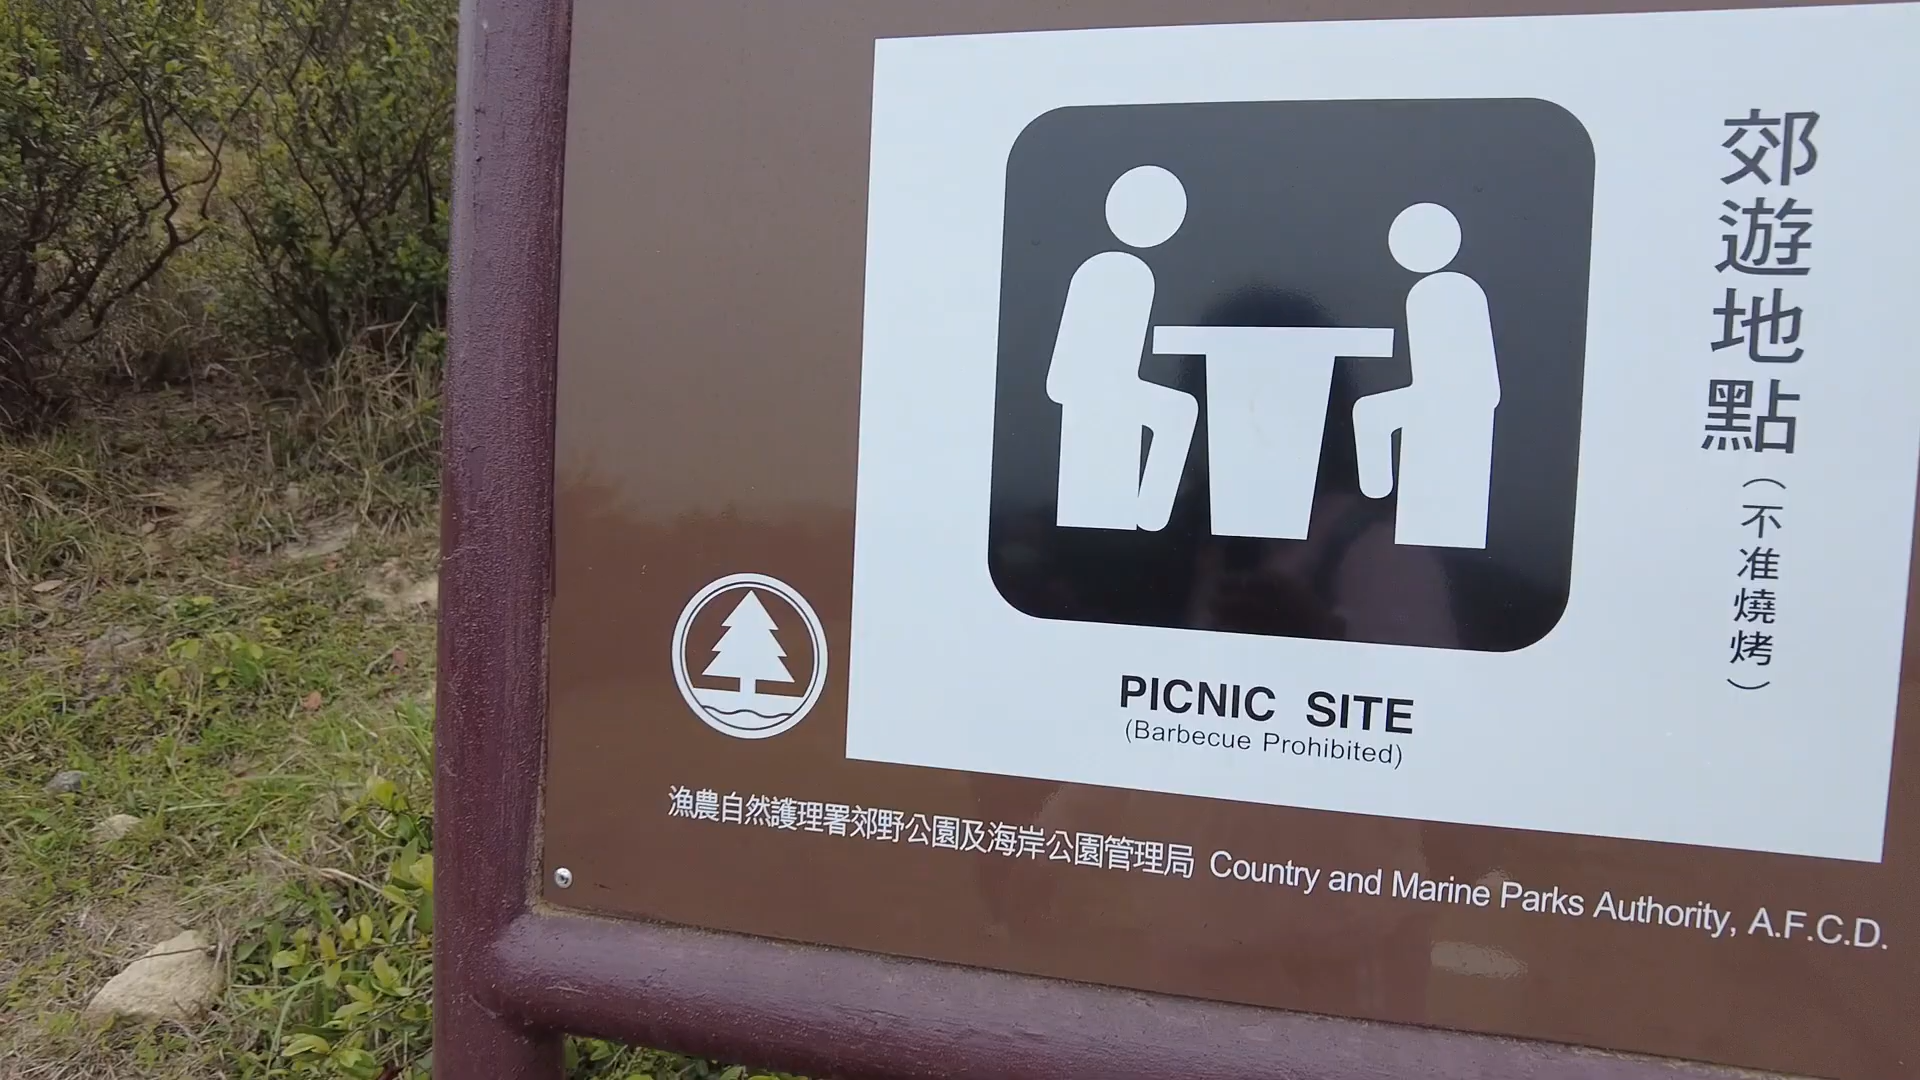 郊遊地點（不准燒烤）
PICNIC SITE
(Barbecue Prohibited)
漁農自然護理署郊野公園及海岸公園管理局 Country and Marine Parks Authority, A.F.C.D.